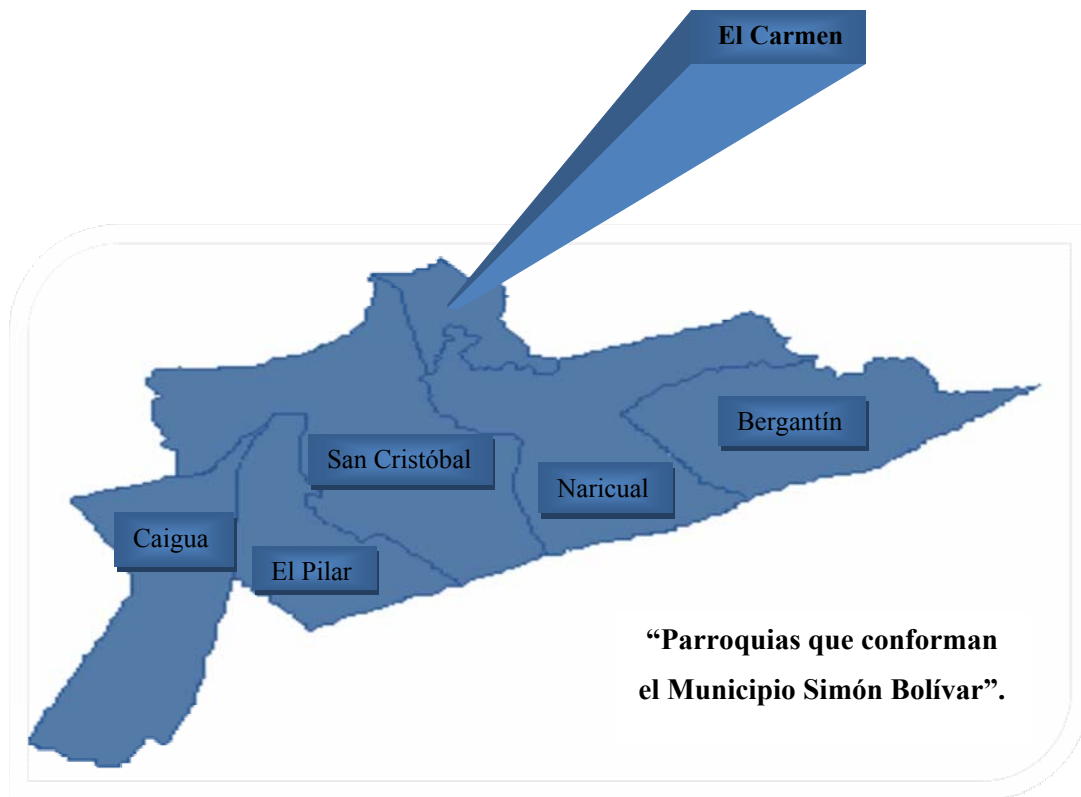 El Carmen
Bergantín
San Cristóbal
Naricual
Caigua
El Pilar
“Parroquias que conforman
el Municipio Simón Bolívar”.